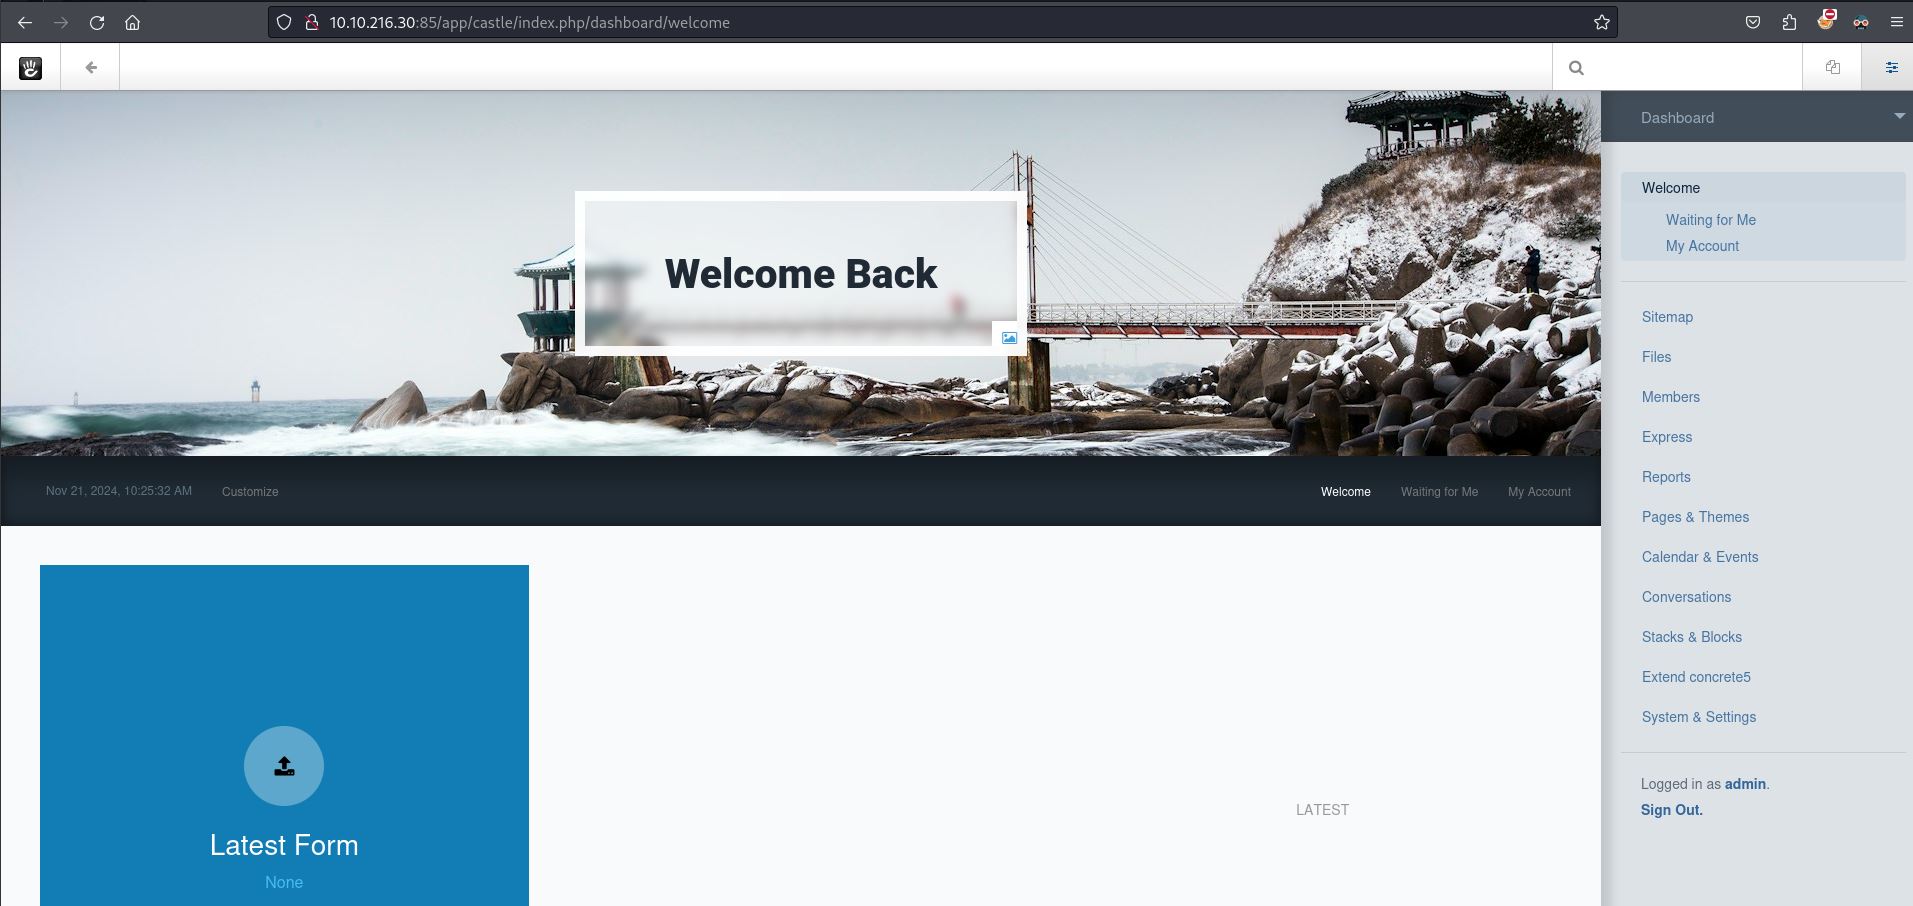 10.10.216.30:85/app/castle/index.php/dashboard/welcome
Dashboard
Welcome
Waiting for Me
My Account
Sitemap
Files
Members
Express
Reports
Pages & Themes
Calendar & Events
Conversations
Stacks & Blocks
Extend concrete5
System & Settings
Logged in as admin.
Sign Out.
Welcome Back
Nov 21, 2024, 10:25:32 AM Customize Welcome Waiting for Me My Account
Latest Form
None
LATEST